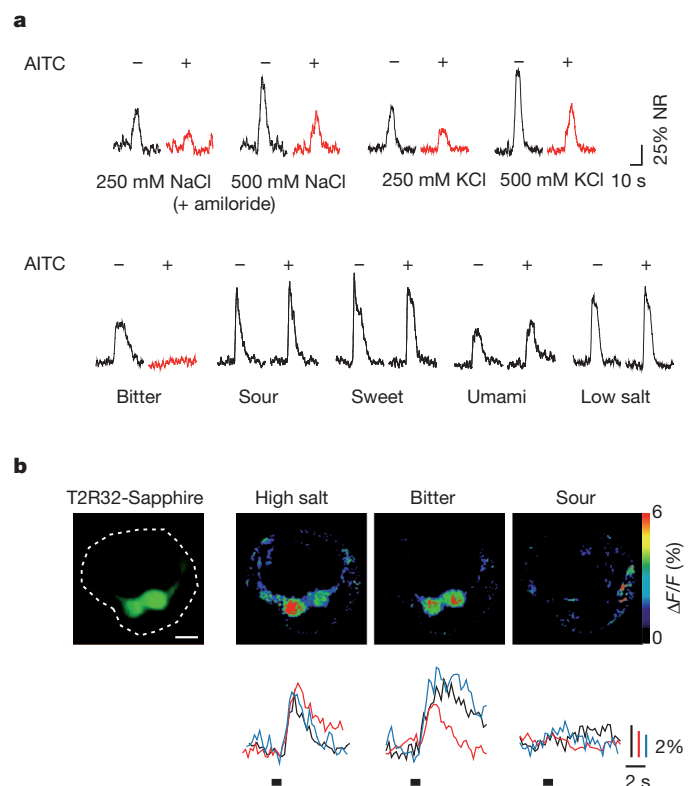 a
AITC − + − + − + − +
25% NR
250 mM NaCl 500 mM NaCl 250 mM KCl 500 mM KCl 10 s
(+ amiloride)
AITC − + − + − + − + − +
Bitter Sour Sweet Umami Low salt
b
T2R32-Sapphire High salt Bitter Sour
6
ΔF/F (%)
0
2%
2 s